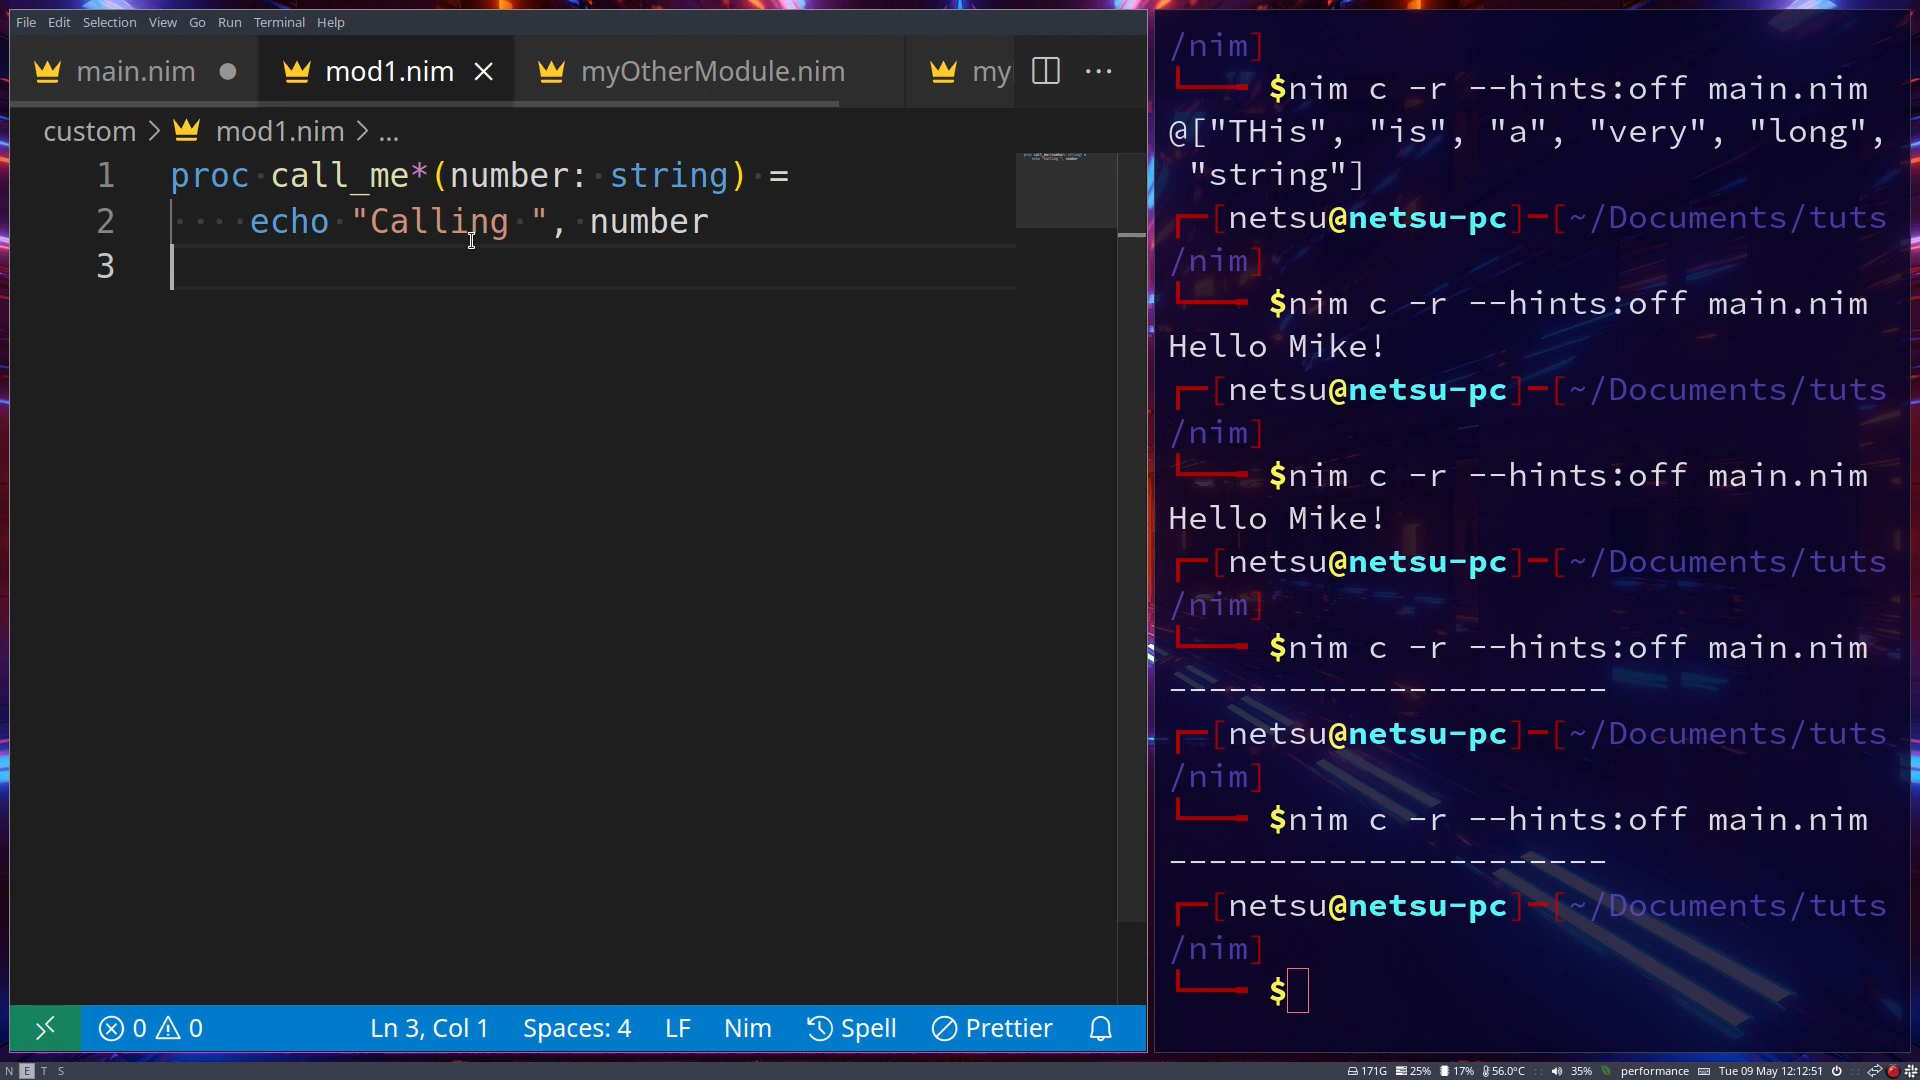 File Edit Selection View Go Run Terminal Help
main.nim mod1.nim myOtherModule.nim my
custom > mod1.nim > ...
1 proc call_me*(number: string) =
2 echo "Calling ", number
3
0 0 Ln 3, Col 1 Spaces: 4 LF Nim Spell Prettier
/nim]
$nim c -r --hints:off main.nim
@["THis", "is", "a", "very", "long",
"string"]
[netsu@netsu-pc]-[~/Documents/tuts
/nim]
$nim c -r --hints:off main.nim
Hello Mike!
[netsu@netsu-pc]-[~/Documents/tuts
/nim]
$nim c -r --hints:off main.nim
Hello Mike!
[netsu@netsu-pc]-[~/Documents/tuts
/nim]
$nim c -r --hints:off main.nim
----------------------
[netsu@netsu-pc]-[~/Documents/tuts
/nim]
$nim c -r --hints:off main.nim
----------------------
[netsu@netsu-pc]-[~/Documents/tuts
/nim]
$
N E T S 171G 25% 17% 56.0°C 35% performance Tue 09 May 12:12:51